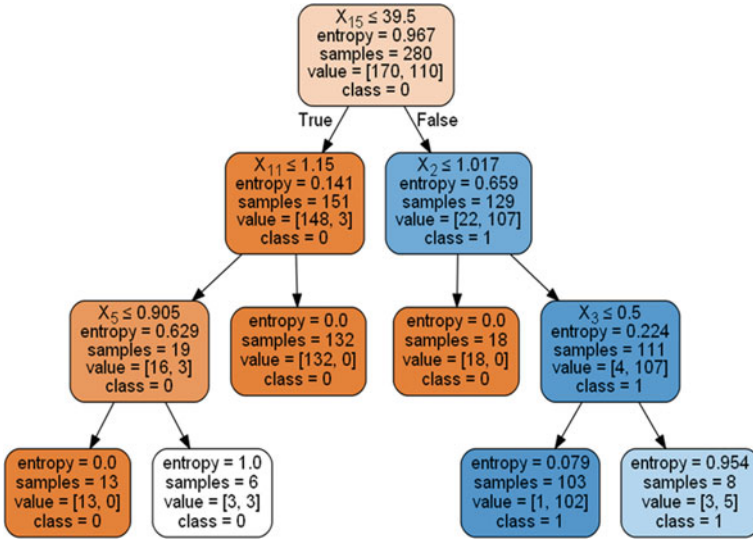 X15 ≤ 39.5
entropy = 0.967
samples = 280
value = [170, 110]
class = 0
True
False
X11 ≤ 1.15
entropy = 0.141
samples = 151
value = [148, 3]
class = 0
X2 ≤ 1.017
entropy = 0.659
samples = 129
value = [22, 107]
class = 1
X5 ≤ 0.905
entropy = 0.629
samples = 19
value = [16, 3]
class = 0
entropy = 0.0
samples = 132
value = [132, 0]
class = 0
entropy = 0.0
samples = 18
value = [18, 0]
class = 0
X3 ≤ 0.5
entropy = 0.224
samples = 111
value = [4, 107]
class = 1
entropy = 0.0
samples = 13
value = [13, 0]
class = 0
entropy = 1.0
samples = 6
value = [3, 3]
class = 0
entropy = 0.079
samples = 103
value = [1, 102]
class = 1
entropy = 0.954
samples = 8
value = [3, 5]
class = 1